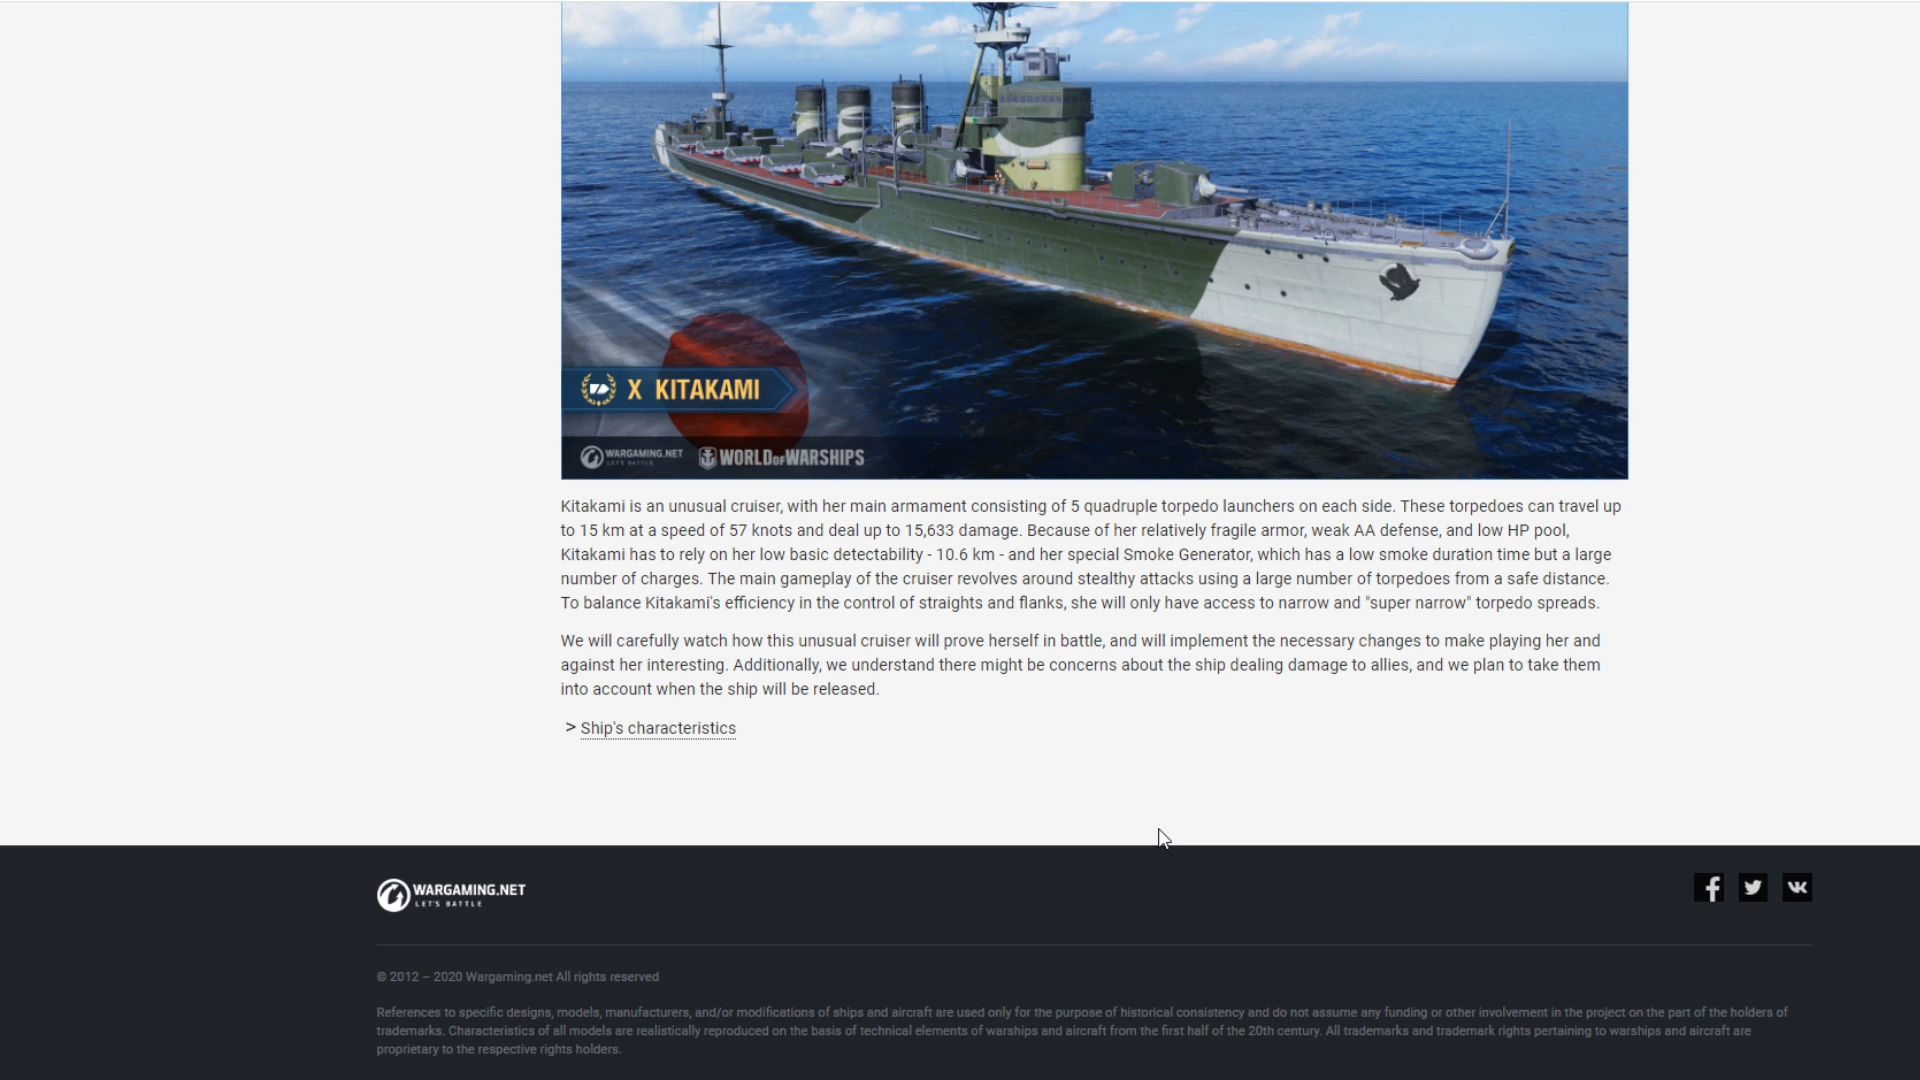 X KITAKAMI
WARGAMING.NET
LET'S BATTLE
WORLD OF WARSHIPS
Kitakami is an unusual cruiser, with her main armament consisting of 5 quadruple torpedo launchers on each side. These torpedoes can travel up
to 15 km at a speed of 57 knots and deal up to 15,633 damage. Because of her relatively fragile armor, weak AA defense, and low HP pool,
Kitakami has to rely on her low basic detectability - 10.6 km - and her special Smoke Generator, which has a low smoke duration time but a large
number of charges. The main gameplay of the cruiser revolves around stealthy attacks using a large number of torpedoes from a safe distance.
To balance Kitakami's efficiency in the control of straights and flanks, she will only have access to narrow and "super narrow" torpedo spreads.
We will carefully watch how this unusual cruiser will prove herself in battle, and will implement the necessary changes to make playing her and
against her interesting. Additionally, we understand there might be concerns about the ship dealing damage to allies, and we plan to take them
into account when the ship will be released.
> Ship's characteristics
WARGAMING.NET
LET'S BATTLE
© 2012 – 2020 Wargaming.net All rights reserved
References to specific designs, models, manufacturers, and/or modifications of ships and aircraft are used only for the purpose of historical consistency and do not assume any funding or other involvement in the project on the part of the holders of
trademarks. Characteristics of all models are realistically reproduced on the basis of technical elements of warships and aircraft from the first half of the 20th century. All trademarks and trademark rights pertaining to warships and aircraft are
proprietary to the respective rights holders.